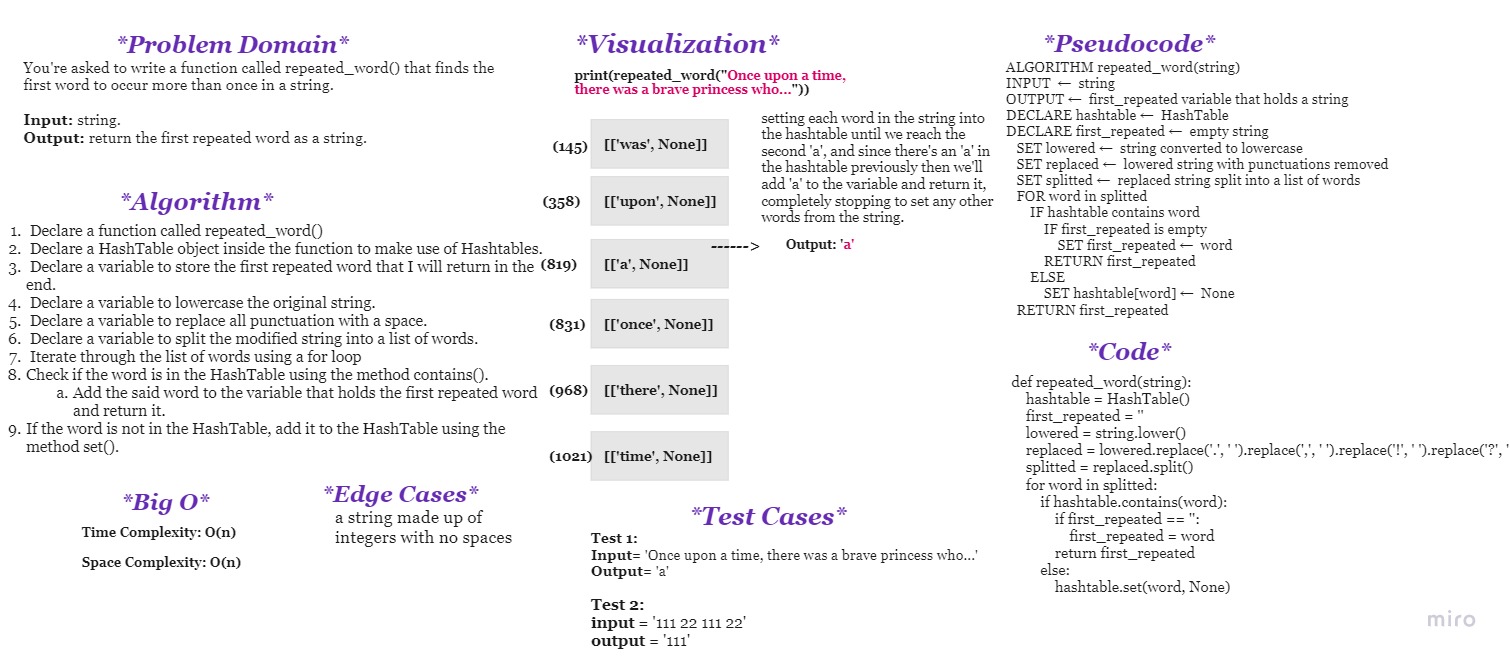 *Problem Domain*
You're asked to write a function called repeated_word() that finds the
first word to occur more than once in a string.
Input: string.
Output: return the first repeated word as a string.
*Algorithm*
1. Declare a function called repeated_word()
2. Declare a HashTable object inside the function to make use of Hashtables.
3. Declare a variable to store the first repeated word that I will return in the
end.
4. Declare a variable to lowercase the original string.
5. Declare a variable to replace all punctuation with a space.
6. Declare a variable to split the modified string into a list of words.
7. Iterate through the list of words using a for loop
8. Check if the word is in the HashTable using the method contains().
a. Add the said word to the variable that holds the first repeated word
and return it.
9. If the word is not in the HashTable, add it to the HashTable using the
method set().
*Big O*
Time Complexity: O(n)
Space Complexity: O(n)
*Edge Cases*
a string made up of
integers with no spaces
*Visualization*
print(repeated_word("Once upon a time,
there was a brave princess who..."))
(145) [['was', None]]
(358) [['upon', None]]
(819) [['a', None]]
(831) [['once', None]]
(968) [['there', None]]
(1021) [['time', None]]
setting each word in the string into
the hashtable until we reach the
second 'a', and since there's an 'a' in
the hashtable previously then we'll
add 'a' to the variable and return it,
completely stopping to set any other
words from the string.
------> Output: 'a'
*Test Cases*
Test 1:
Input= 'Once upon a time, there was a brave princess who...'
Output= 'a'
Test 2:
input = '111 22 111 22'
output = '111'
*Pseudocode*
ALGORITHM repeated_word(string)
INPUT ← string
OUTPUT ← first_repeated variable that holds a string
DECLARE hashtable ← HashTable
DECLARE first_repeated ← empty string
SET lowered ← string converted to lowercase
SET replaced ← lowered string with punctuations removed
SET splitted ← replaced string split into a list of words
FOR word in splitted
IF hashtable contains word
IF first_repeated is empty
SET first_repeated ← word
RETURN first_repeated
ELSE
SET hashtable[word] ← None
RETURN first_repeated
*Code*
def repeated_word(string):
hashtable = HashTable()
first_repeated = ''
lowered = string.lower()
replaced = lowered.replace('.', ' ').replace(',', ' ').replace('!', ' ').replace('?', '
splitted = replaced.split()
for word in splitted:
if hashtable.contains(word):
if first_repeated == '':
first_repeated = word
return first_repeated
else:
hashtable.set(word, None)
miro